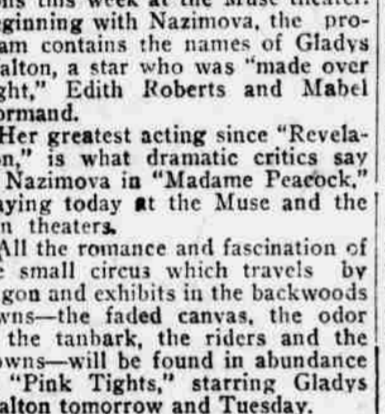 ons this week at the Muse theater.
eginning with Nazimova, the pro-
am contains the names of Gladys
alton, a star who was "made over
ght," Edith Roberts and Mabel
ormand.
Her greatest acting since "Revela-
on," is what dramatic critics say
Nazimova in "Madame Peacock,"
aying today at the Muse and the
n theaters.
All the romance and fascination of
e small circus which travels by
gon and exhibits in the backwoods
wns—the faded canvas, the odor
the tanbark, the riders and the
owns—will be found in abundance
"Pink Tights," starring Gladys
alton tomorrow and Tuesday.